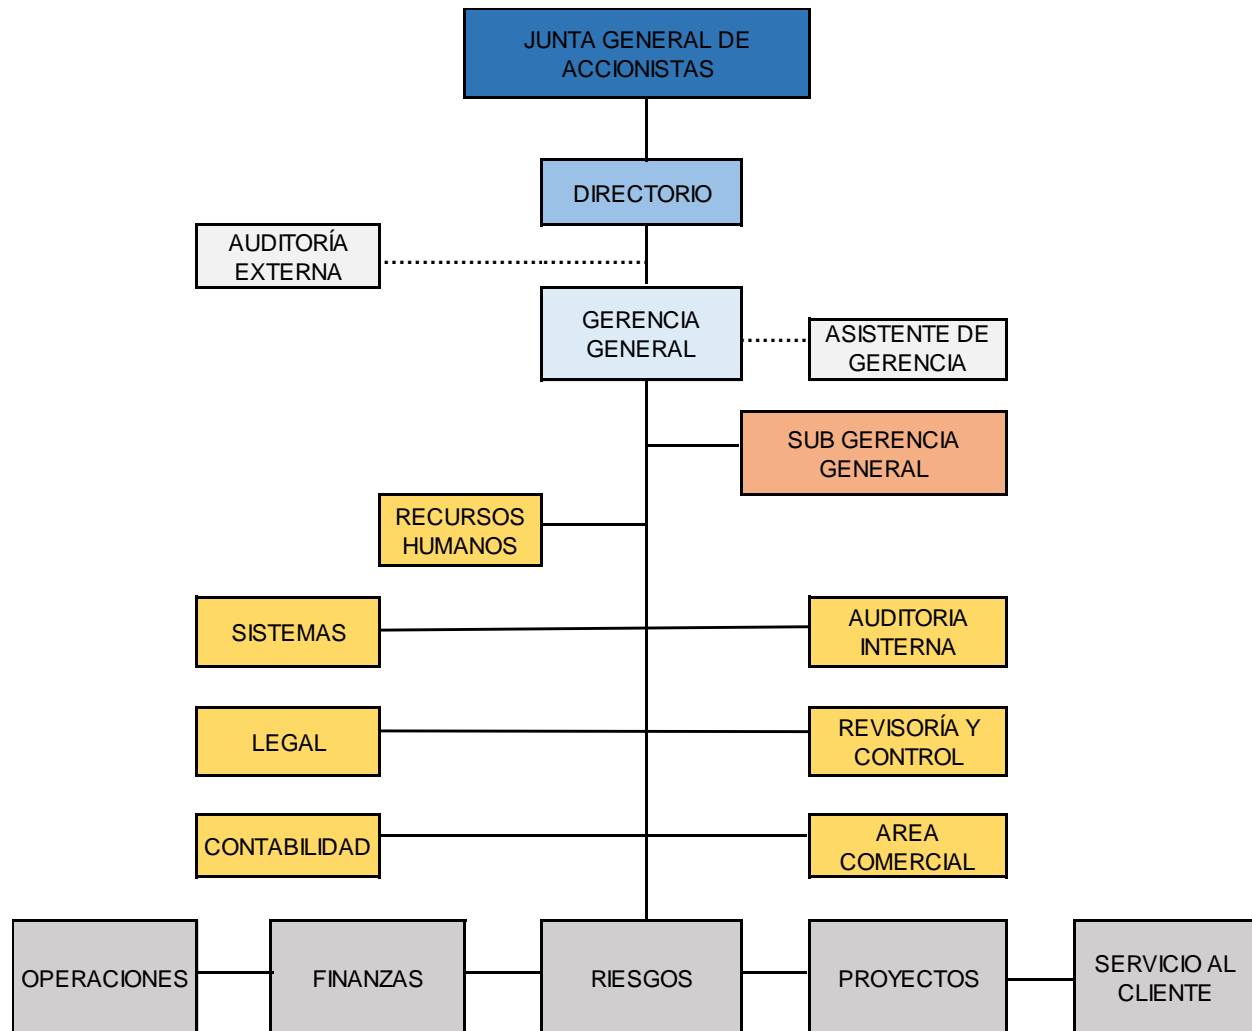 JUNTA GENERAL DE
ACCIONISTAS
DIRECTORIO
AUDITORÍA
EXTERNA
GERENCIA
GENERAL
ASISTENTE DE
GERENCIA
SUB GERENCIA
GENERAL
RECURSOS
HUMANOS
SISTEMAS
AUDITORIA
INTERNA
LEGAL
REVISORÍA Y
CONTROL
CONTABILIDAD
AREA
COMERCIAL
OPERACIONES
FINANZAS
RIESGOS
PROYECTOS
SERVICIO AL
CLIENTE